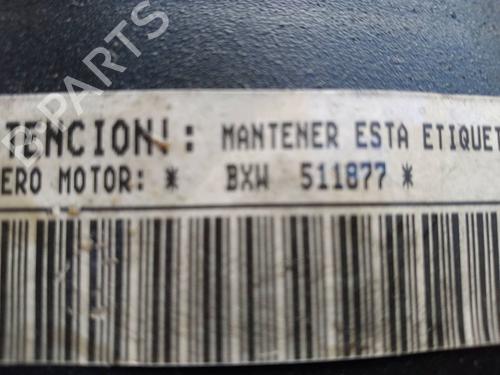 TENCION!: MANTENER ESTA ETIQUET
ERO MOTOR: * BXW 511877 *
B-PARTS